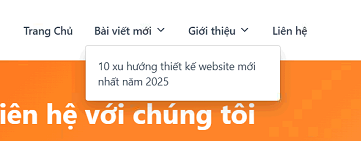 Trang Chủ Bài viết mới Giới thiệu Liên hệ
10 xu hướng thiết kế website mới
nhất năm 2025
iên hệ với chúng tôi